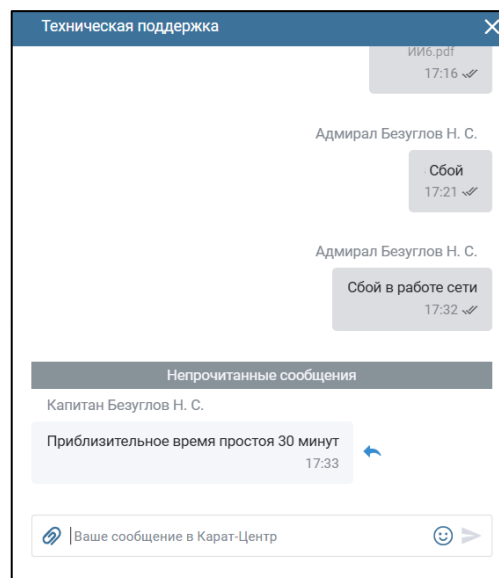 Техническая поддержка
ИИ6.pdf
17:16
Адмирал Безуглов Н. С.
Сбой
17:21
Адмирал Безуглов Н. С.
Сбой в работе сети
17:32
Непрочитанные сообщения
Капитан Безуглов Н. С.
Приблизительное время простоя 30 минут
17:33
Ваше сообщение в Карат-Центр